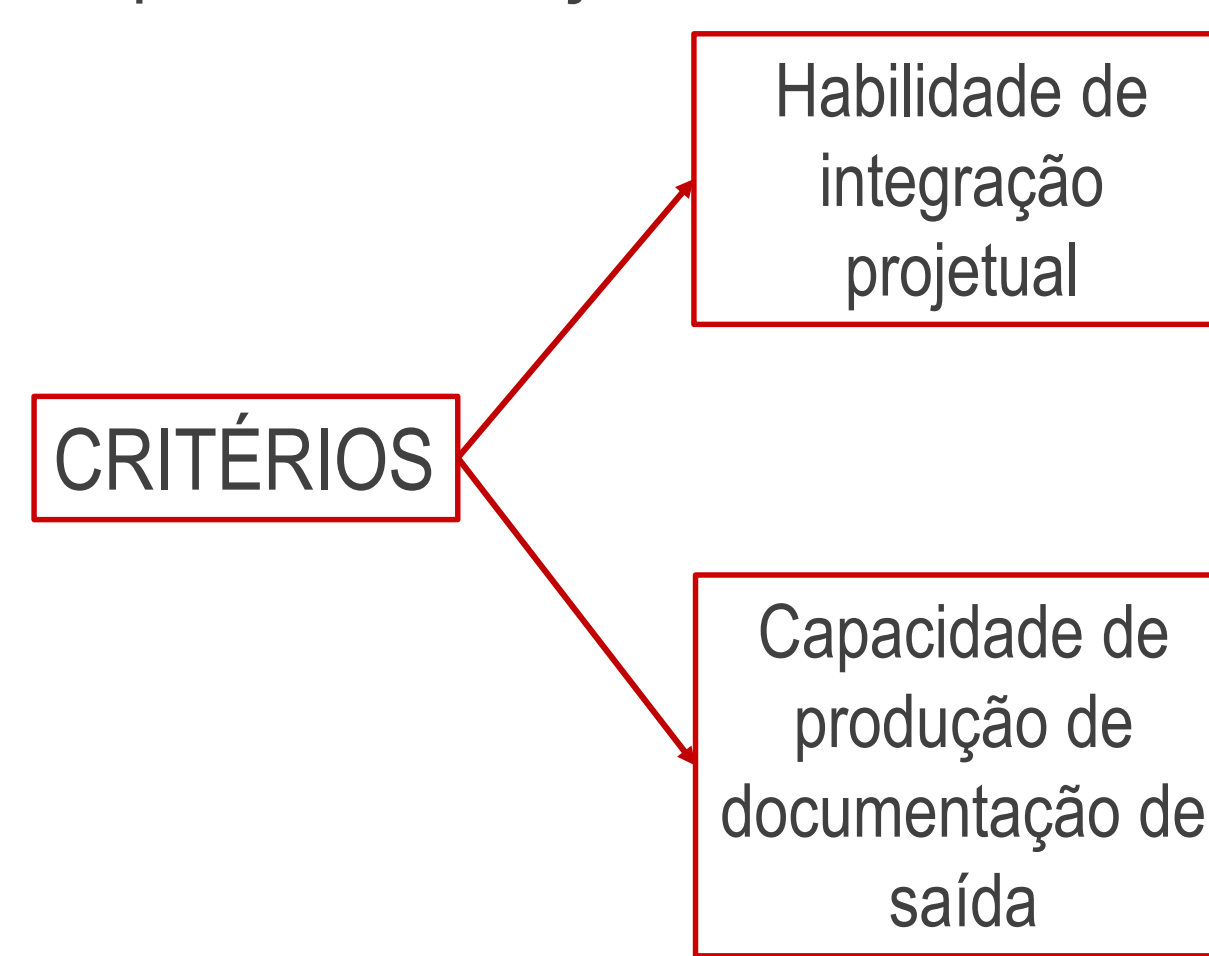 Habilidade de
integração
projetual
CRITÉRIOS
Capacidade de
produção de
documentação de
saída